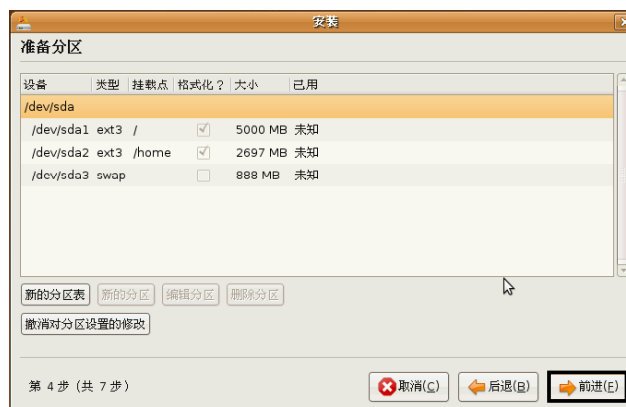 安装
准备分区
设备 类型 挂载点 格式化？ 大小 已用
/dev/sda
/dev/sda1 ext3 / 5000 MB 未知
/dev/sda2 ext3 /home 2697 MB 未知
/dev/sda3 swap 888 MB 未知
新的分区表 新的分区 编辑分区 删除分区
撤消对分区设置的修改
第 4 步 (共 7 步) 取消(C) 后退(B) 前进(F)